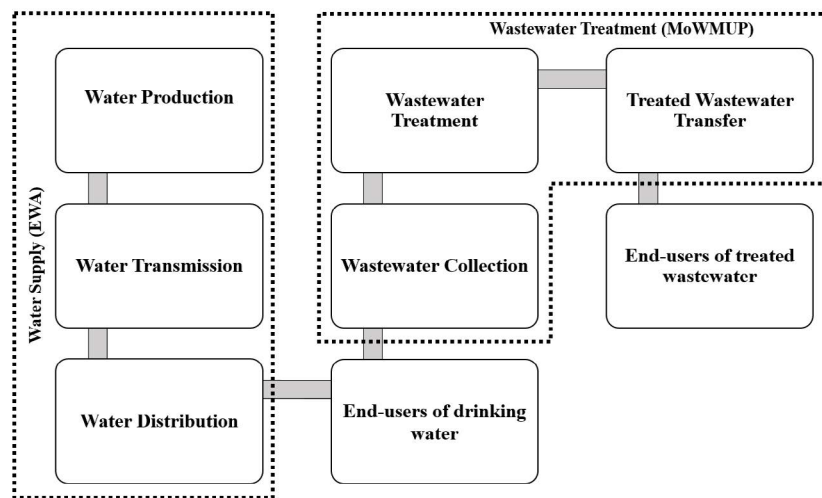 Wastewater Treatment (MoWMUP)
Water Supply (EWA)
Water Production
Water Transmission
Water Distribution
End-users of drinking
water
Wastewater Collection
Wastewater
Treatment
Treated Wastewater
Transfer
End-users of treated
wastewater